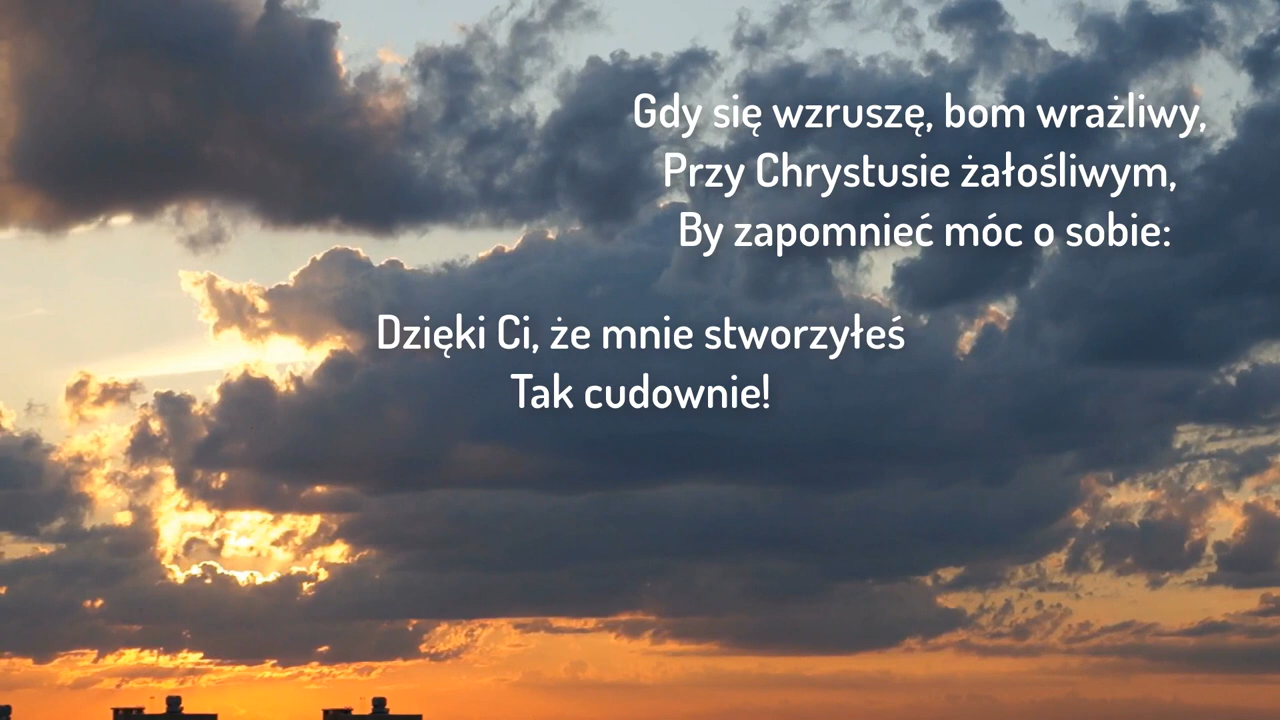 Gdy się wzruszę, bom wrażliwy,
Przy Chrystusie żałośliwym,
By zapomnieć móc o sobie:
Dzięki Ci, że mnie stworzyłeś
Tak cudownie!